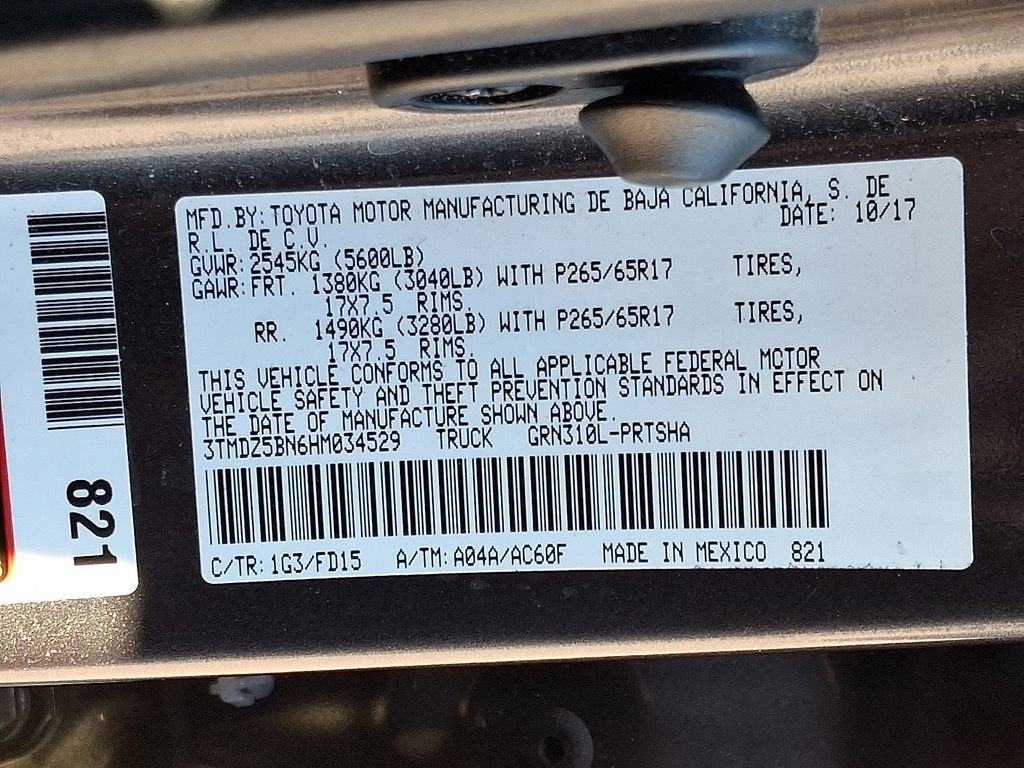 MFD.BY:TOYOTA MOTOR MANUFACTURING DE BAJA CALIFORNIA, S. DE
R.L. DE C.V. DATE: 10/17
GVWR:2545KG (5600LB)
GAWR:FRT. 1380KG (3040LB) WITH P265/65R17 TIRES,
17X7.5 RIMS.
RR. 1490KG (3280LB) WITH P265/65R17 TIRES,
17X7.5 RIMS.
THIS VEHICLE CONFORMS TO ALL APPLICABLE FEDERAL MOTOR
VEHICLE SAFETY AND THEFT PREVENTION STANDARDS IN EFFECT ON
THE DATE OF MANUFACTURE SHOWN ABOVE.
3TMDZ5BN6HM034529 TRUCK GRN310L-PRTSHA
C/TR:1G3/FD15 A/TM:A04A/AC60F MADE IN MEXICO 821
821